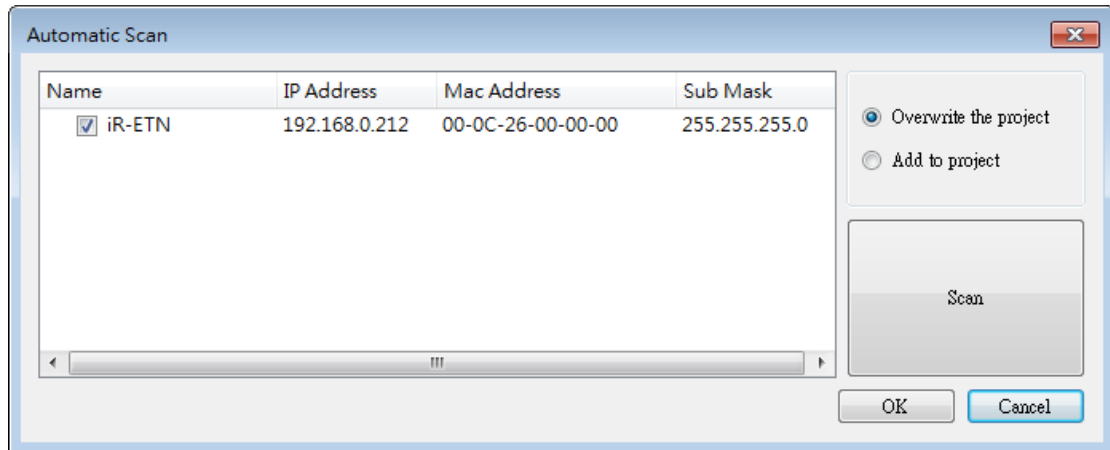 Automatic Scan
Name IP Address Mac Address Sub Mask
iR-ETN 192.168.0.212 00-0C-26-00-00-00 255.255.255.0
Overwrite the project
Add to project
Scan
OK Cancel